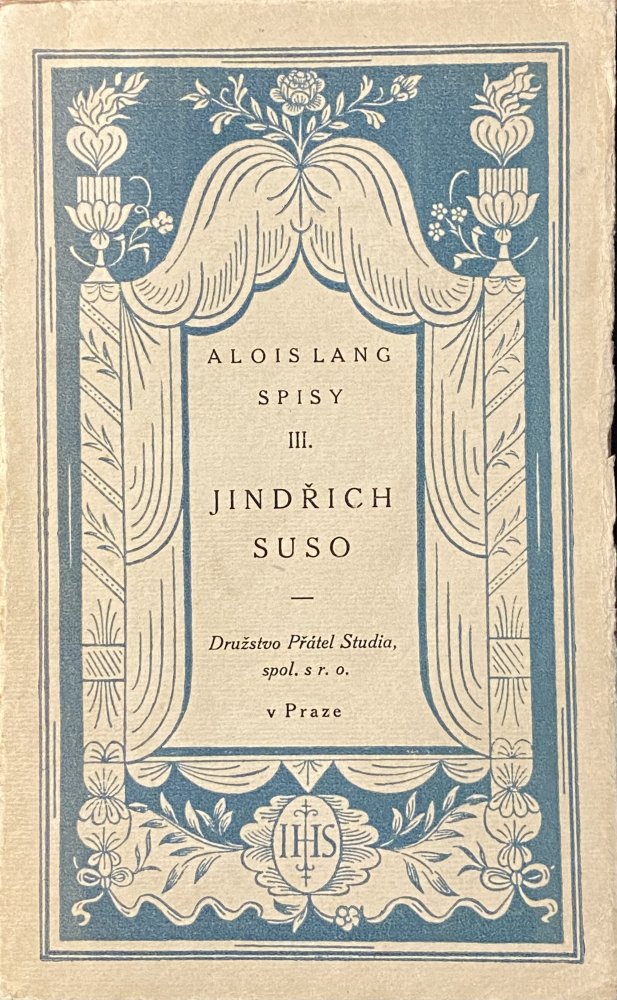 ALOIS LANG
SPISY
III.
JINDŘICH
SUSO
—
Družstvo Přátel Studia,
spol. s r. o.
v Praze
IHS